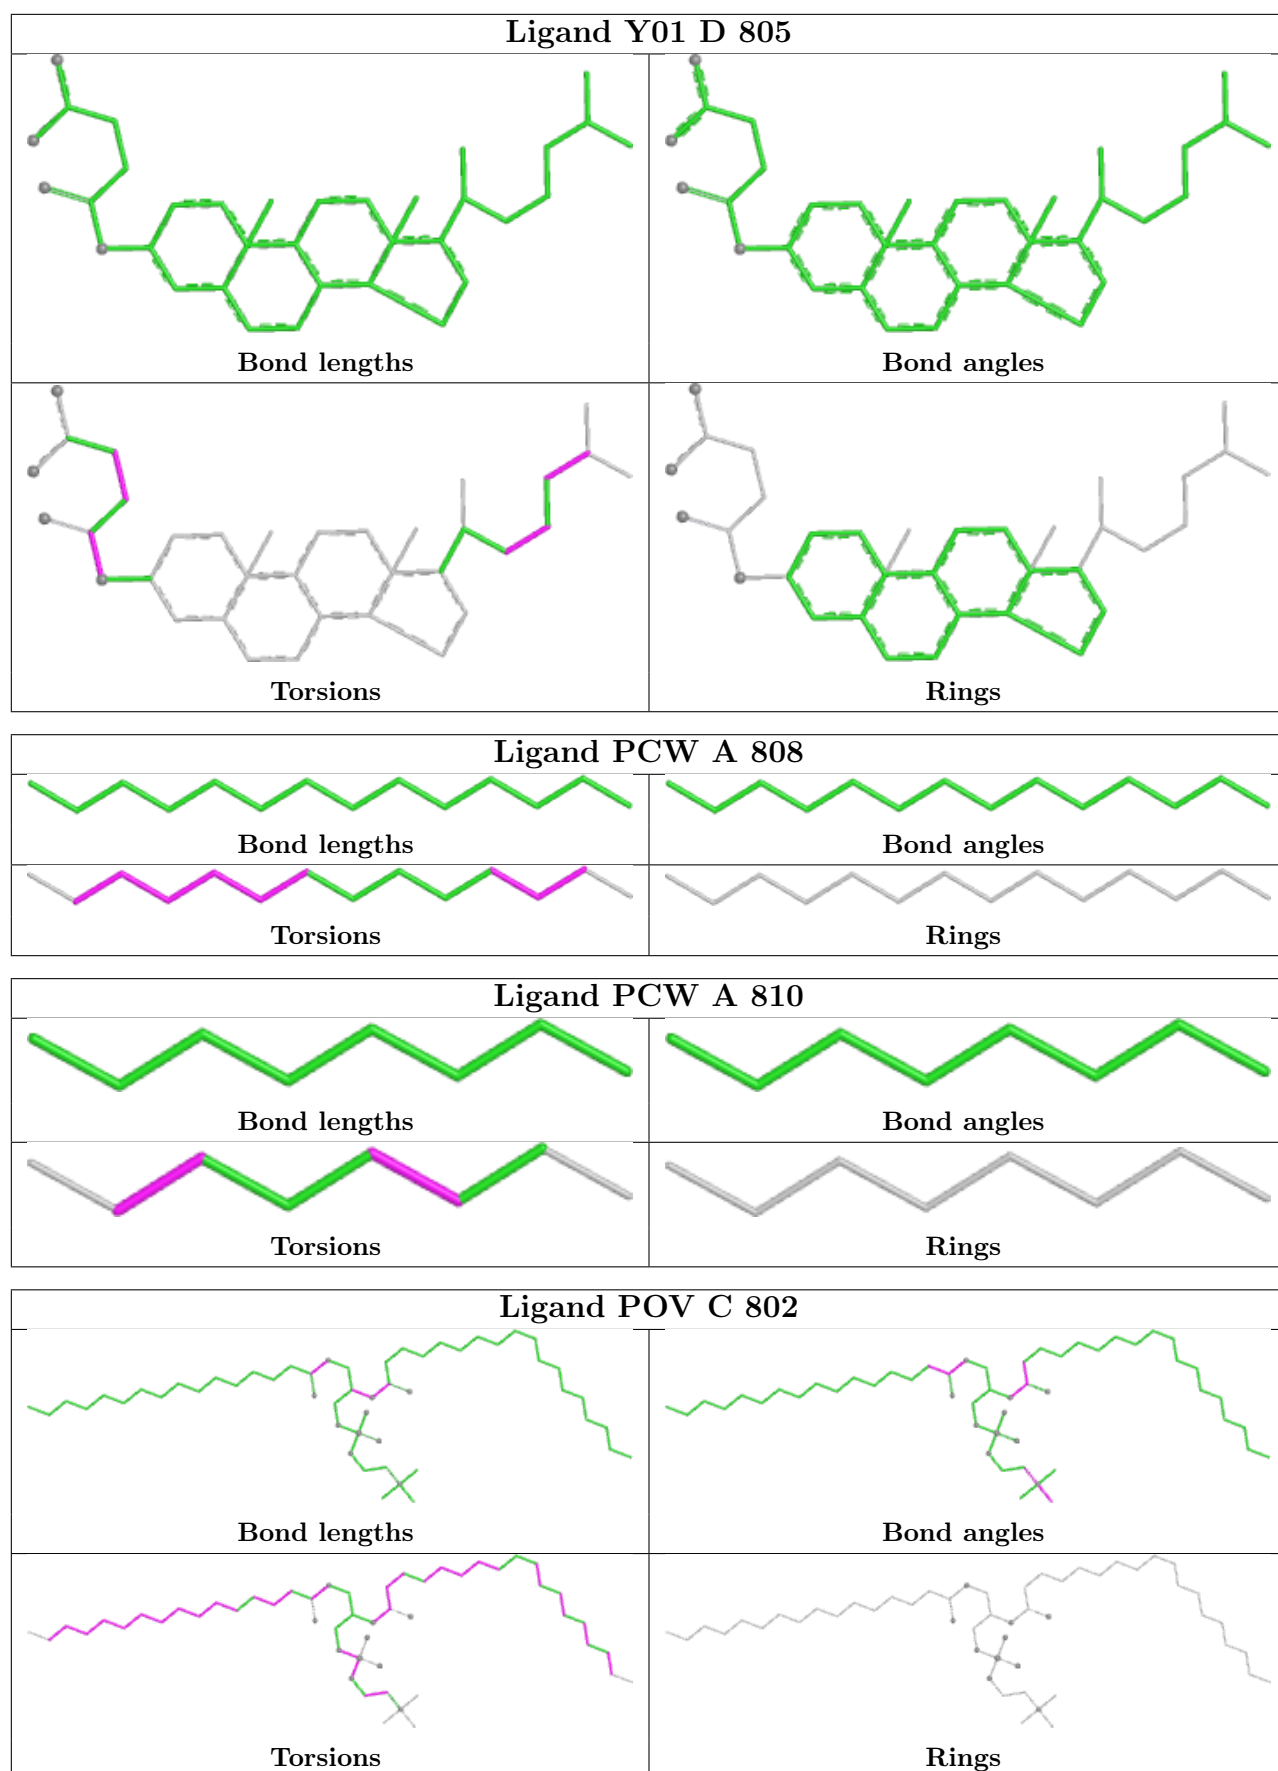 Ligand Y01 D 805
Bond lengths
Bond angles
Torsions
Rings
Ligand PCW A 808
Bond lengths
Bond angles
Torsions
Rings
Ligand PCW A 810
Bond lengths
Bond angles
Torsions
Rings
Ligand POV C 802
Bond lengths
Bond angles
Torsions
Rings